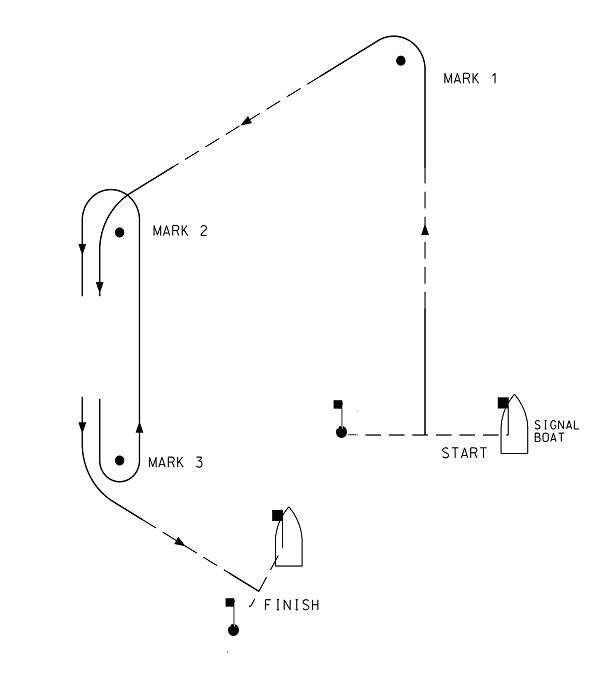 MARK 1
MARK 2
SIGNAL
BOAT
START
MARK 3
FINISH